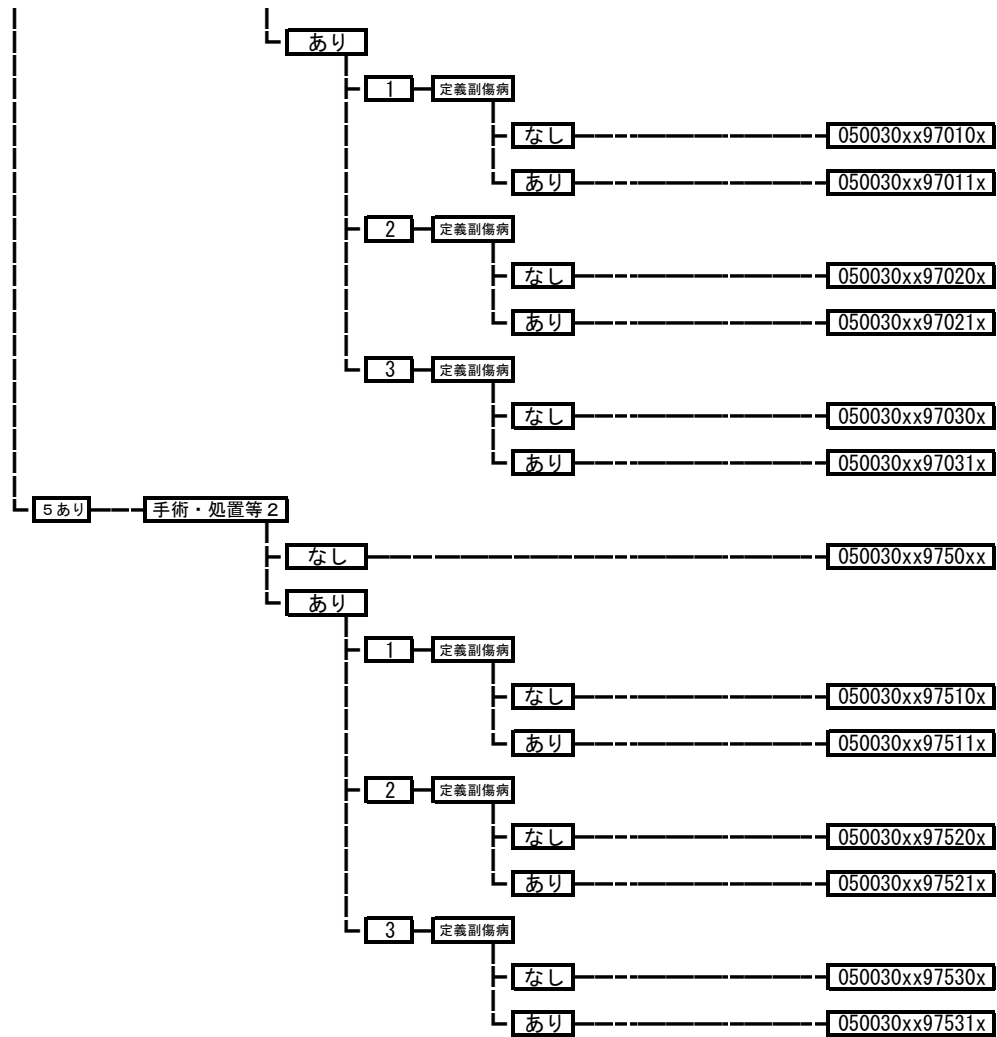 あり
1 定義副傷病
なし 050030xx97010x
あり 050030xx97011x
2 定義副傷病
なし 050030xx97020x
あり 050030xx97021x
3 定義副傷病
なし 050030xx97030x
あり 050030xx97031x
5あり 手術・処置等2
なし 050030xx9750xx
あり
1 定義副傷病
なし 050030xx97510x
あり 050030xx97511x
2 定義副傷病
なし 050030xx97520x
あり 050030xx97521x
3 定義副傷病
なし 050030xx97530x
あり 050030xx97531x